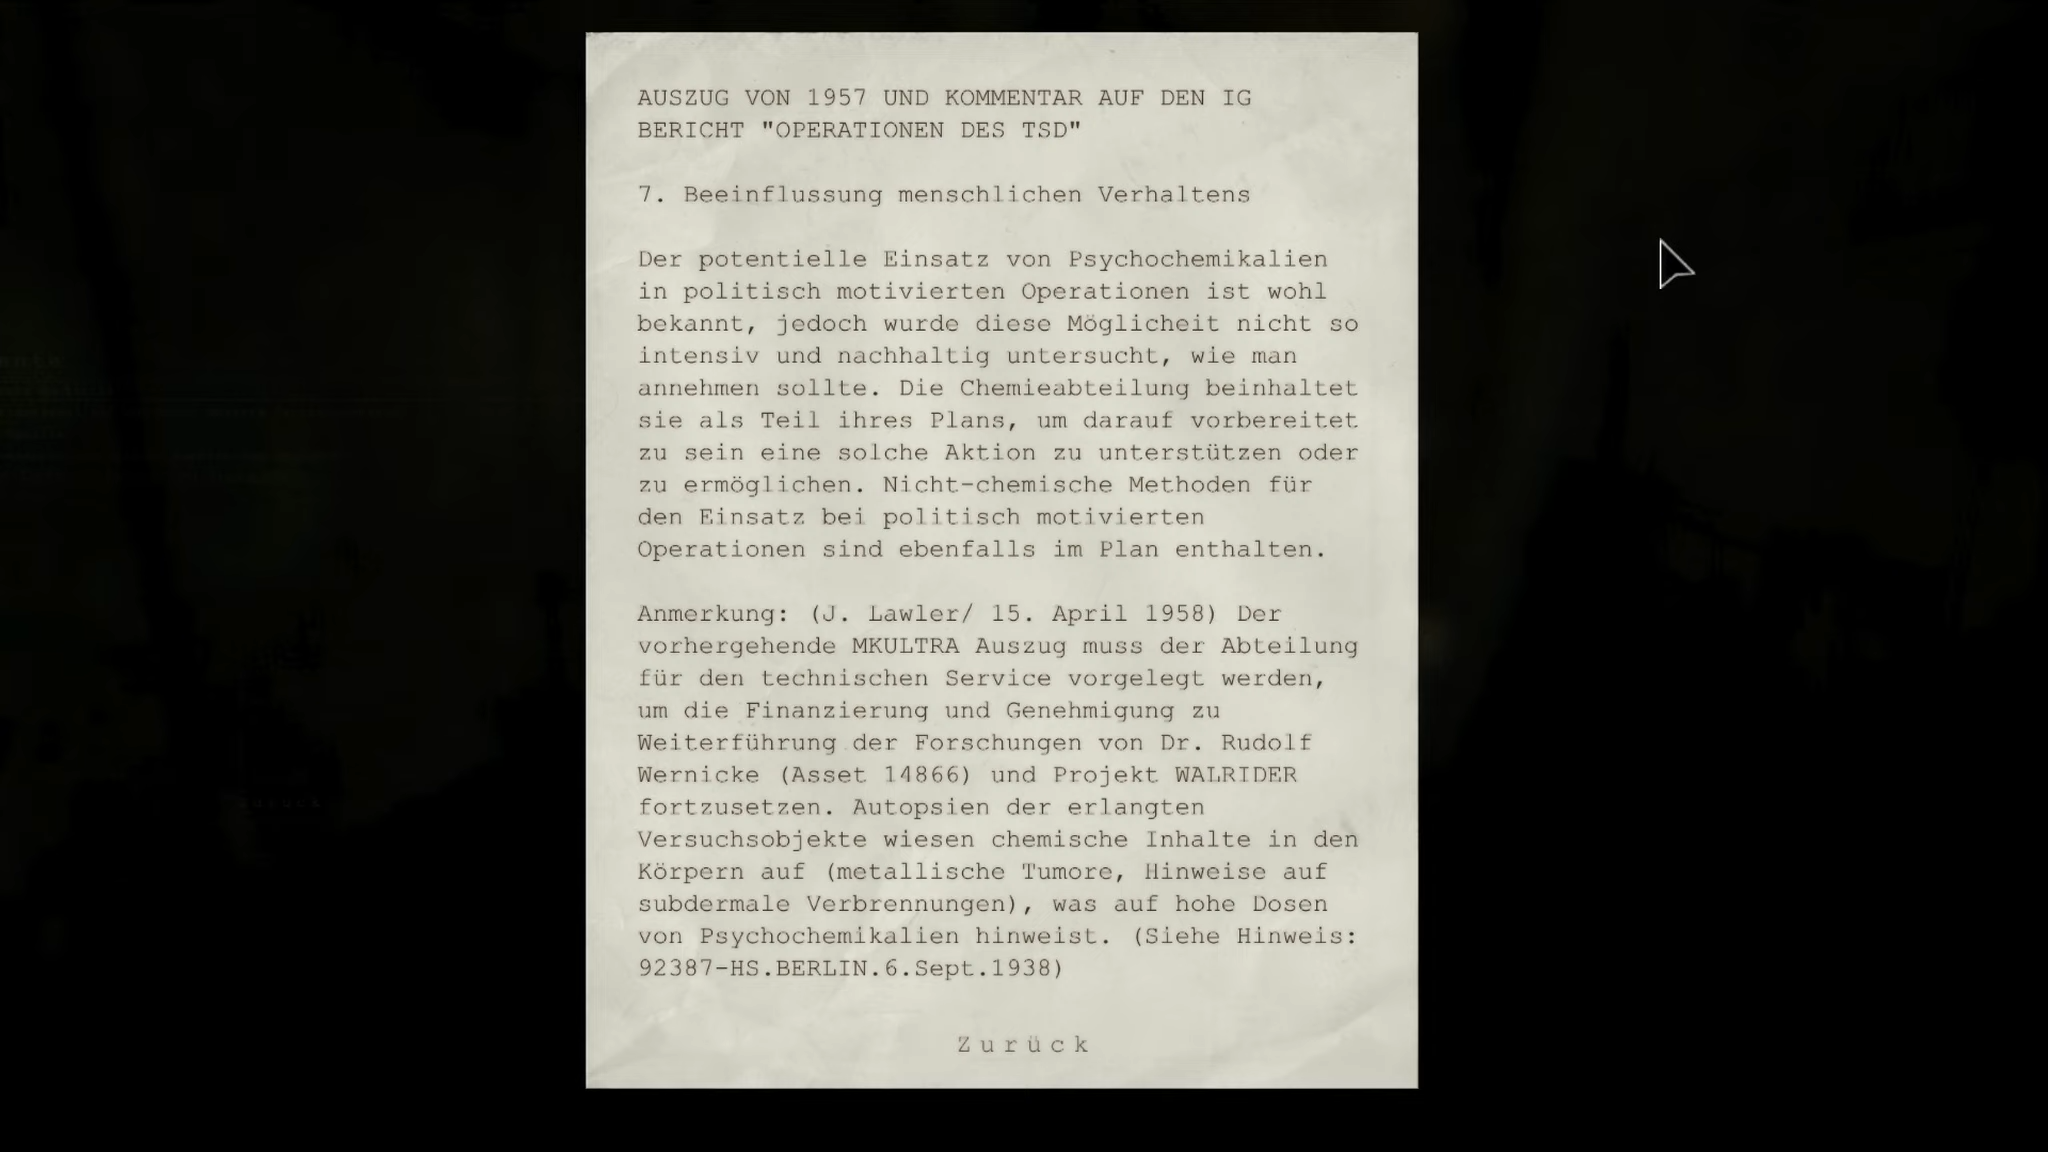 AUSZUG VON 1957 UND KOMMENTAR AUF DEN IG
BERICHT "OPERATIONEN DES TSD"
7. Beeinflussung menschlichen Verhaltens
Der potentielle Einsatz von Psychochemikalien
in politisch motivierten Operationen ist wohl
bekannt, jedoch wurde diese Möglicheit nicht so
intensiv und nachhaltig untersucht, wie man
annehmen sollte. Die Chemieabteilung beinhaltet
sie als Teil ihres Plans, um darauf vorbereitet
zu sein eine solche Aktion zu unterstützen oder
zu ermöglichen. Nicht-chemische Methoden für
den Einsatz bei politisch motivierten
Operationen sind ebenfalls im Plan enthalten.
Anmerkung: (J. Lawler/ 15. April 1958) Der
vorhergehende MKULTRA Auszug muss der Abteilung
für den technischen Service vorgelegt werden,
um die Finanzierung und Genehmigung zu
Weiterführung der Forschungen von Dr. Rudolf
Wernicke (Asset 14866) und Projekt WALRIDER
fortzusetzen. Autopsien der erlangten
Versuchsobjekte wiesen chemische Inhalte in den
Körpern auf (metallische Tumore, Hinweise auf
subdermale Verbrennungen), was auf hohe Dosen
von Psychochemikalien hinweist. (Siehe Hinweis:
92387-HS.BERLIN.6.Sept.1938)
Zurück